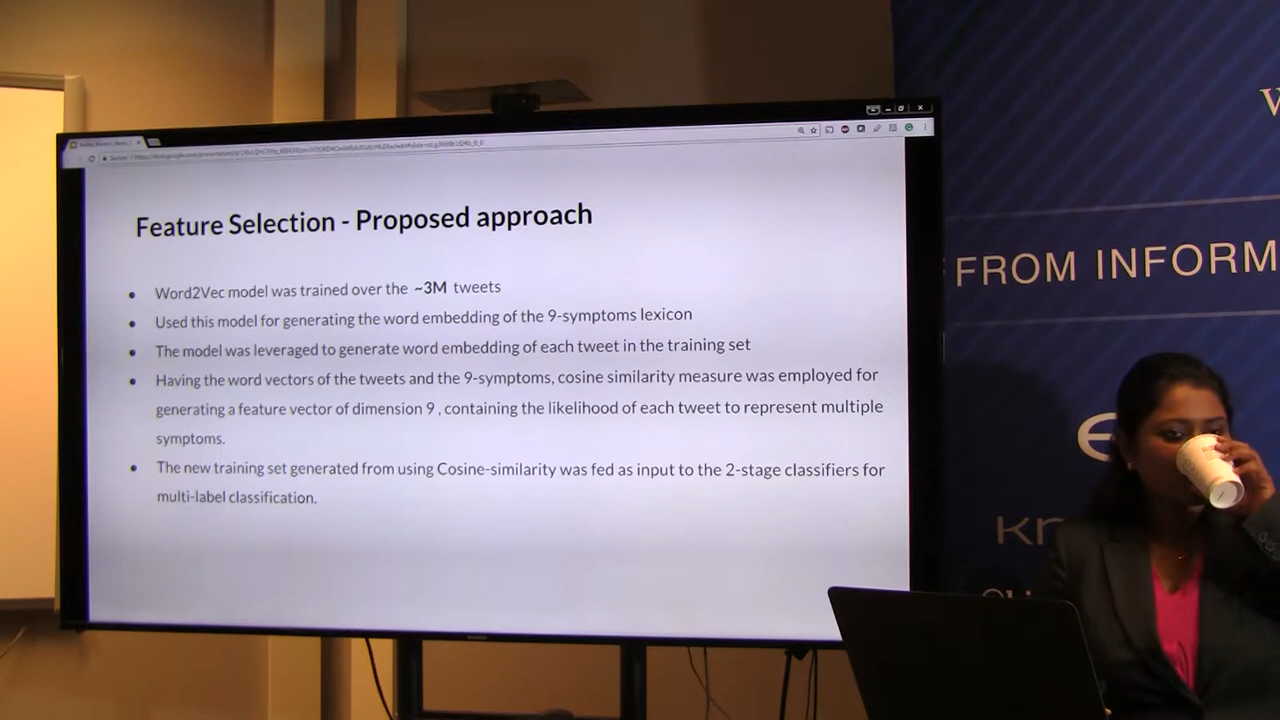 Feature Selection - Proposed approach
Word2Vec model was trained over the ~3M tweets
Used this model for generating the word embedding of the 9-symptoms lexicon
The model was leveraged to generate word embedding of each tweet in the training set
Having the word vectors of the tweets and the 9-symptoms, cosine similarity measure was employed for
generating a feature vector of dimension 9 , containing the likelihood of each tweet to represent multiple
symptoms.
The new training set generated from using Cosine-similarity was fed as input to the 2-stage classifiers for
multi-label classification.
W
FROM INFORM
e
kn